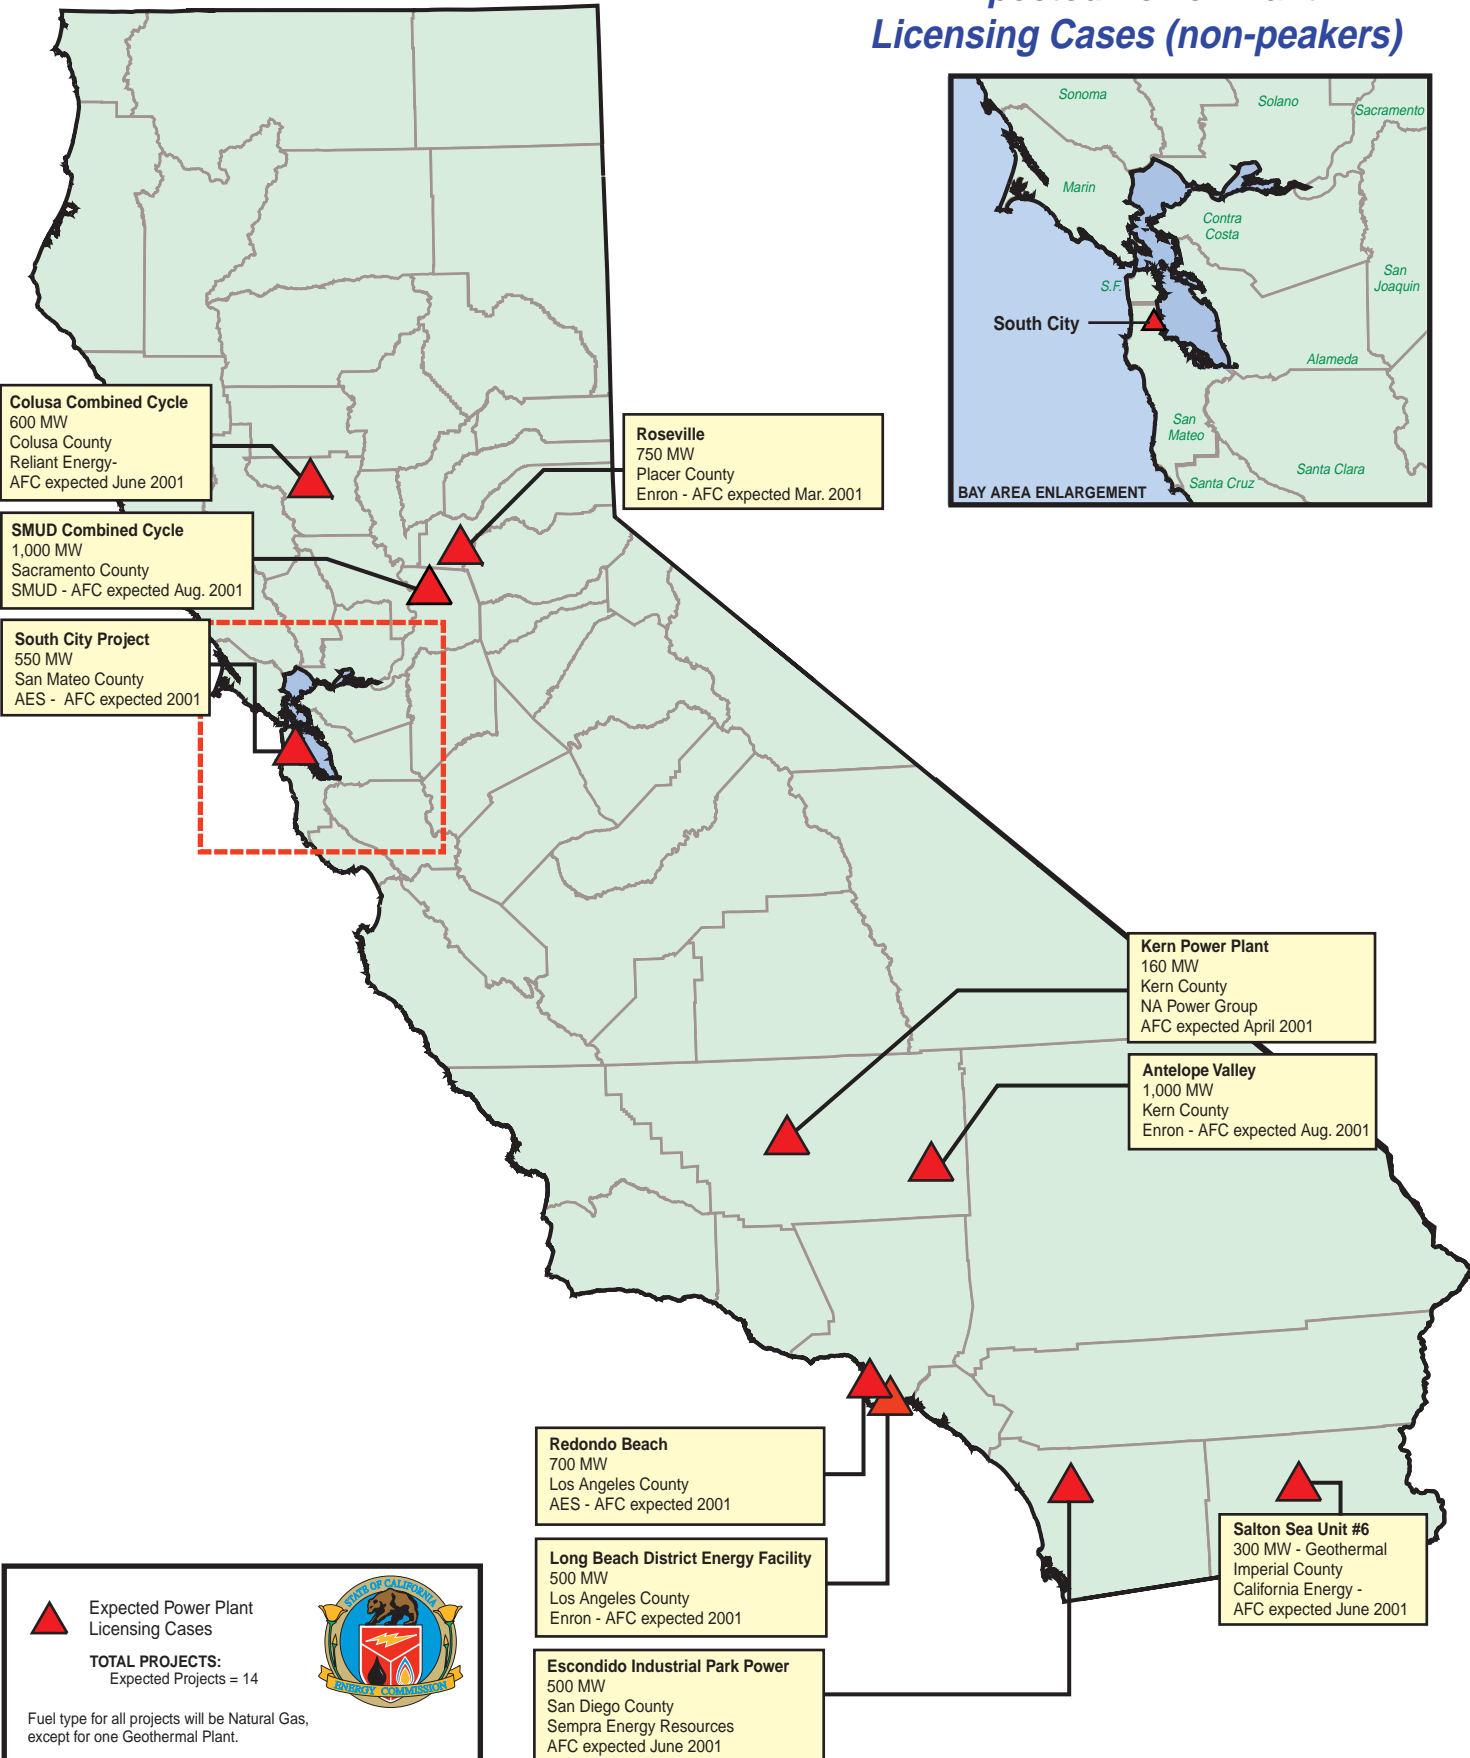 Licensing Cases (non-peakers)
Sonoma
Solano
Sacramento
Marin
Contra
Costa
San
Joaquin
S.F.
South City
Alameda
San
Mateo
Santa Clara
Santa Cruz
BAY AREA ENLARGEMENT
Colusa Combined Cycle
600 MW
Colusa County
Reliant Energy-
AFC expected June 2001
Roseville
750 MW
Placer County
Enron - AFC expected Mar. 2001
SMUD Combined Cycle
1,000 MW
Sacramento County
SMUD - AFC expected Aug. 2001
South City Project
550 MW
San Mateo County
AES - AFC expected 2001
Kern Power Plant
160 MW
Kern County
NA Power Group
AFC expected April 2001
Antelope Valley
1,000 MW
Kern County
Enron - AFC expected Aug. 2001
Redondo Beach
700 MW
Los Angeles County
AES - AFC expected 2001
Long Beach District Energy Facility
500 MW
Los Angeles County
Enron - AFC expected 2001
Escondido Industrial Park Power
500 MW
San Diego County
Sempra Energy Resources
AFC expected June 2001
Salton Sea Unit #6
300 MW - Geothermal
Imperial County
California Energy -
AFC expected June 2001
Expected Power Plant
Licensing Cases
TOTAL PROJECTS:
Expected Projects = 14
Fuel type for all projects will be Natural Gas,
except for one Geothermal Plant.
STATE OF CALIFORNIA
ENERGY COMMISSION